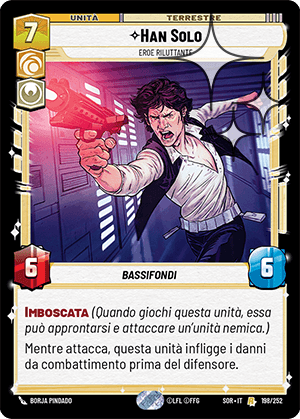 UNITÀ
TERRESTRE
7
✧HAN SOLO
EROE RILUTTANTE
6
6
BASSIFONDI
IMBOSCATA (Quando giochi questa unità, essa
può approntarsi e attaccare un'unità nemica.)
Mentre attacca, questa unità infligge i danni
da combattimento prima del difensore.
BORJA PINDADO
©LFL ©FFG
SOR • IT
198/252